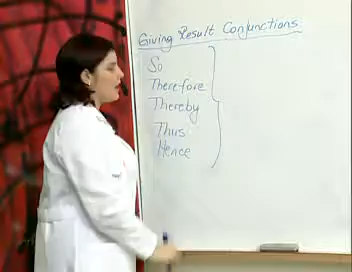 Giving Result Conjunctions
So
Therefore
Thereby
Thus
Hence